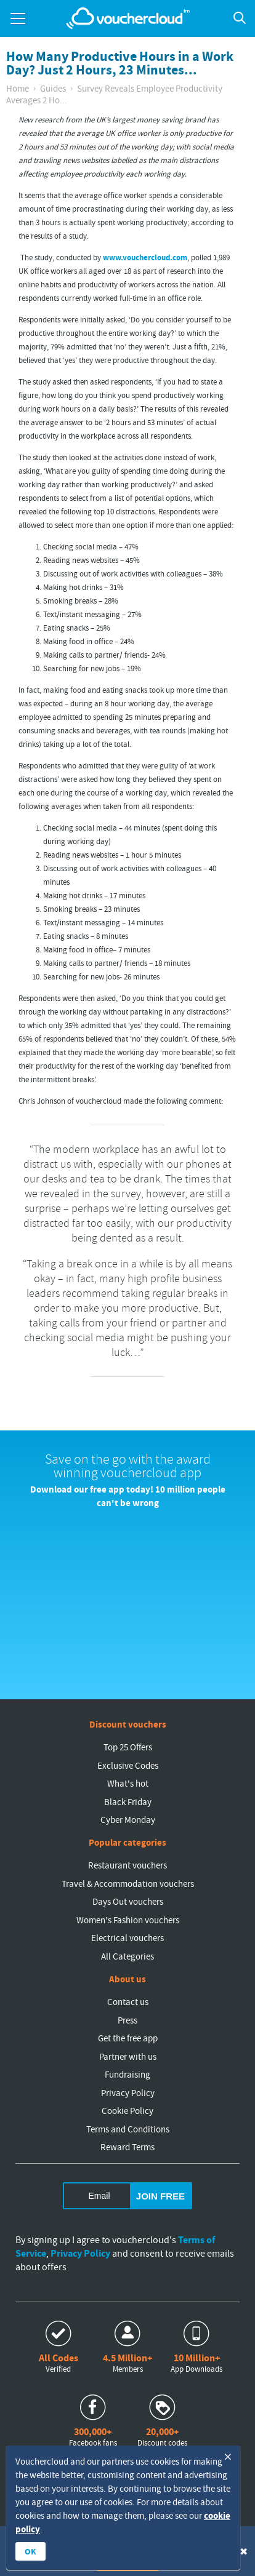 vouchercloud™
How Many Productive Hours in a Work
Day? Just 2 Hours, 23 Minutes…
Home › Guides › Survey Reveals Employee Productivity
Averages 2 Ho...
New research from the UK's largest money saving brand has
revealed that the average UK office worker is only productive for
2 hours and 53 minutes out of the working day; with social media
and trawling news websites labelled as the main distractions
affecting employee productivity each working day.
It seems that the average office worker spends a considerable
amount of time procrastinating during their working day, as less
than 3 hours is actually spent working productively; according to
the results of a study.
The study, conducted by www.vouchercloud.com, polled 1,989
UK office workers all aged over 18 as part of research into the
online habits and productivity of workers across the nation. All
respondents currently worked full-time in an office role.
Respondents were initially asked, 'Do you consider yourself to be
productive throughout the entire working day?' to which the
majority, 79% admitted that 'no' they weren't. Just a fifth, 21%,
believed that 'yes' they were productive throughout the day.
The study asked then asked respondents, 'If you had to state a
figure, how long do you think you spend productively working
during work hours on a daily basis?' The results of this revealed
the average answer to be '2 hours and 53 minutes' of actual
productivity in the workplace across all respondents.
The study then looked at the activities done instead of work,
asking, 'What are you guilty of spending time doing during the
working day rather than working productively?' and asked
respondents to select from a list of potential options, which
revealed the following top 10 distractions. Respondents were
allowed to select more than one option if more than one applied:
1. Checking social media – 47%
2. Reading news websites – 45%
3. Discussing out of work activities with colleagues – 38%
4. Making hot drinks – 31%
5. Smoking breaks – 28%
6. Text/instant messaging – 27%
7. Eating snacks – 25%
8. Making food in office – 24%
9. Making calls to partner/ friends- 24%
10. Searching for new jobs – 19%
In fact, making food and eating snacks took up more time than
was expected – during an 8 hour working day, the average
employee admitted to spending 25 minutes preparing and
consuming snacks and beverages, with tea rounds (making hot
drinks) taking up a lot of the total.
Respondents who admitted that they were guilty of 'at work
distractions' were asked how long they believed they spent on
each one during the course of a working day, which revealed the
following averages when taken from all respondents:
1. Checking social media – 44 minutes (spent doing this
during working day)
2. Reading news websites – 1 hour 5 minutes
3. Discussing out of work activities with colleagues – 40
minutes
4. Making hot drinks – 17 minutes
5. Smoking breaks – 23 minutes
6. Text/instant messaging – 14 minutes
7. Eating snacks – 8 minutes
8. Making food in office– 7 minutes
9. Making calls to partner/ friends – 18 minutes
10. Searching for new jobs- 26 minutes
Respondents were then asked, 'Do you think that you could get
through the working day without partaking in any distractions?'
to which only 35% admitted that 'yes' they could. The remaining
65% of respondents believed that 'no' they couldn't. Of these, 54%
explained that they made the working day 'more bearable', so felt
their productivity for the rest of the working day 'benefited from
the intermittent breaks'.
Chris Johnson of vouchercloud made the following comment:
"The modern workplace has an awful lot to
distract us with, especially with our phones at
our desks and tea to be drank. The times that
we revealed in the survey, however, are still a
surprise – perhaps we're letting ourselves get
distracted far too easily, with our productivity
being dented as a result.
"Taking a break once in a while is by all means
okay – in fact, many high profile business
leaders recommend taking regular breaks in
order to make you more productive. But,
taking calls from your friend or partner and
checking social media might be pushing your
luck…"
Save on the go with the award
winning vouchercloud app
Download our free app today! 10 million people
can't be wrong
Discount vouchers
Top 25 Offers
Exclusive Codes
What's hot
Black Friday
Cyber Monday
Popular categories
Restaurant vouchers
Travel & Accommodation vouchers
Days Out vouchers
Women's Fashion vouchers
Electrical vouchers
All Categories
About us
Contact us
Press
Get the free app
Partner with us
Fundraising
Privacy Policy
Cookie Policy
Terms and Conditions
Reward Terms
Email JOIN FREE
By signing up I agree to vouchercloud's Terms of
Service, Privacy Policy and consent to receive emails
about offers
All Codes 4.5 Million+ 10 Million+
Verified Members App Downloads
300,000+ 20,000+
Facebook fans Discount codes
Vouchercloud and our partners use cookies for making
the website better, customising content and advertising
based on your interests. By continuing to browse the site
you agree to our use of cookies. For more details about
cookies and how to manage them, please see our cookie
policy.
OK